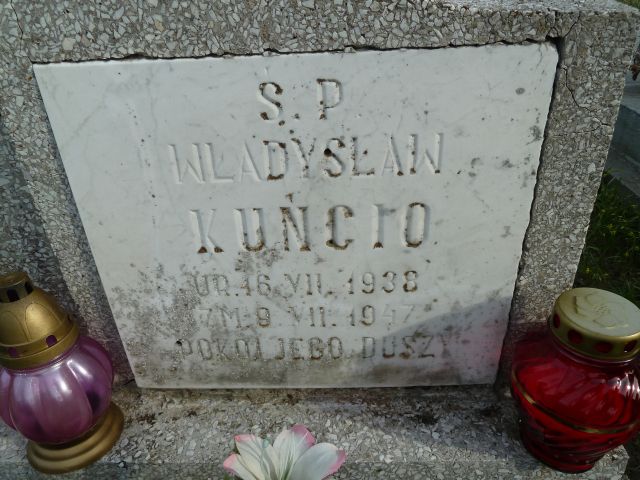 Ś. P.
WŁADYSŁAW
KUŃCIO
UR. 16. VII. 1938
ZM. 9 VII. 1947
POKÓJ JEGO DUSZY